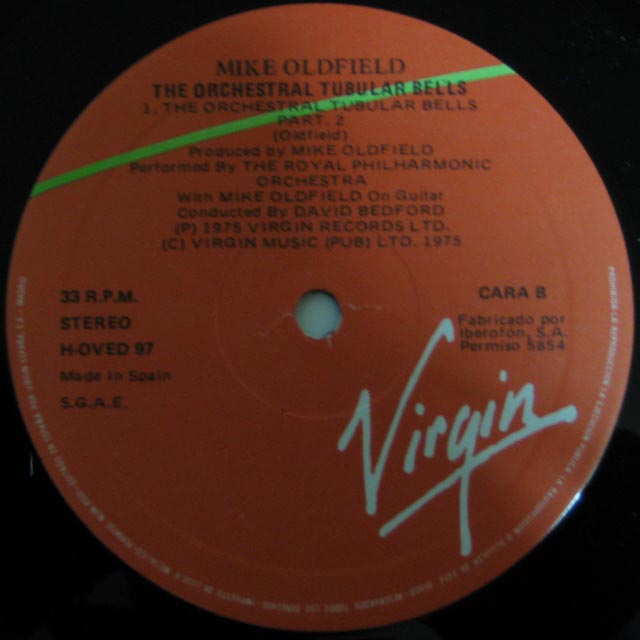 MIKE OLDFIELD
THE ORCHESTRAL TUBULAR BELLS
1. THE ORCHESTRAL TUBULAR BELLS
PART. 2
(Oldfield)
Produced by MIKE OLDFIELD
Performed By THE ROYAL PHILHARMONIC
ORCHESTRA
With MIKE OLDFIELD On Guitar
Conducted By DAVID BEDFORD
(P) 1975 VIRGIN RECORDS LTD.
(C) VIRGIN MUSIC (PUB) LTD. 1975
33 R.P.M.
STEREO
H-OVED 97
Made In Spain
S.G.A.E.
CARA B
Fabricado por
Iberofón, S.A.
Permiso 5854
Virgin